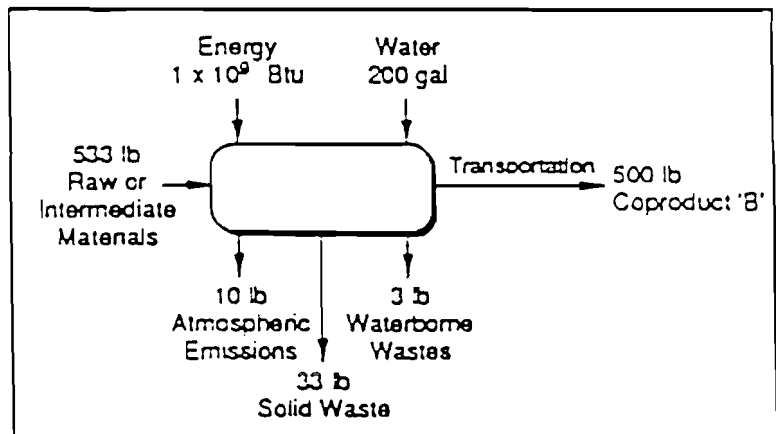 Energy
1 x 10⁹ Btu
Water
200 gal
533 lb
Raw or
Intermediate
Materials
Transportation
500 lb
Coproduct 'B'
10 lb
Atmospheric
Emissions
3 lb
Waterborne
Wastes
33 lb
Solid Waste